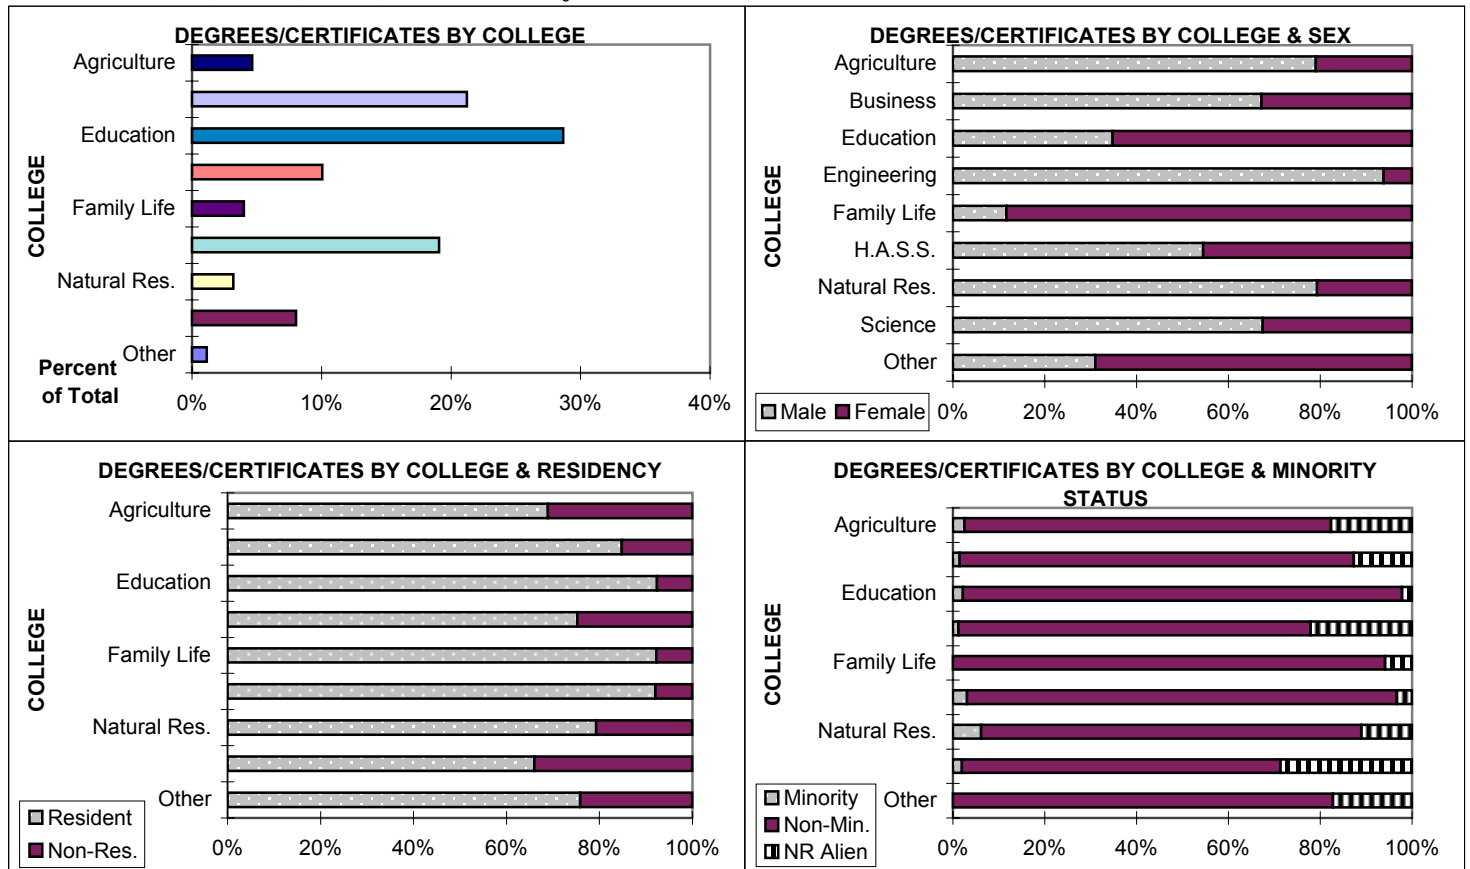 DEGREES/CERTIFICATES BY COLLEGE
Agriculture
Education
Family Life
Natural Res.
Other
COLLEGE
Percent
of Total
0% 10% 20% 30% 40%
DEGREES/CERTIFICATES BY COLLEGE & SEX
Agriculture
Business
Education
Engineering
Family Life
H.A.S.S.
Natural Res.
Science
Other
COLLEGE
Male Female
0% 20% 40% 60% 80% 100%
DEGREES/CERTIFICATES BY COLLEGE & RESIDENCY
Agriculture
Education
Family Life
Natural Res.
Other
COLLEGE
Resident
Non-Res.
0% 20% 40% 60% 80% 100%
DEGREES/CERTIFICATES BY COLLEGE & MINORITY
STATUS
Agriculture
Education
Family Life
Natural Res.
Other
COLLEGE
Minority
Non-Min.
NR Alien
0% 20% 40% 60% 80% 100%